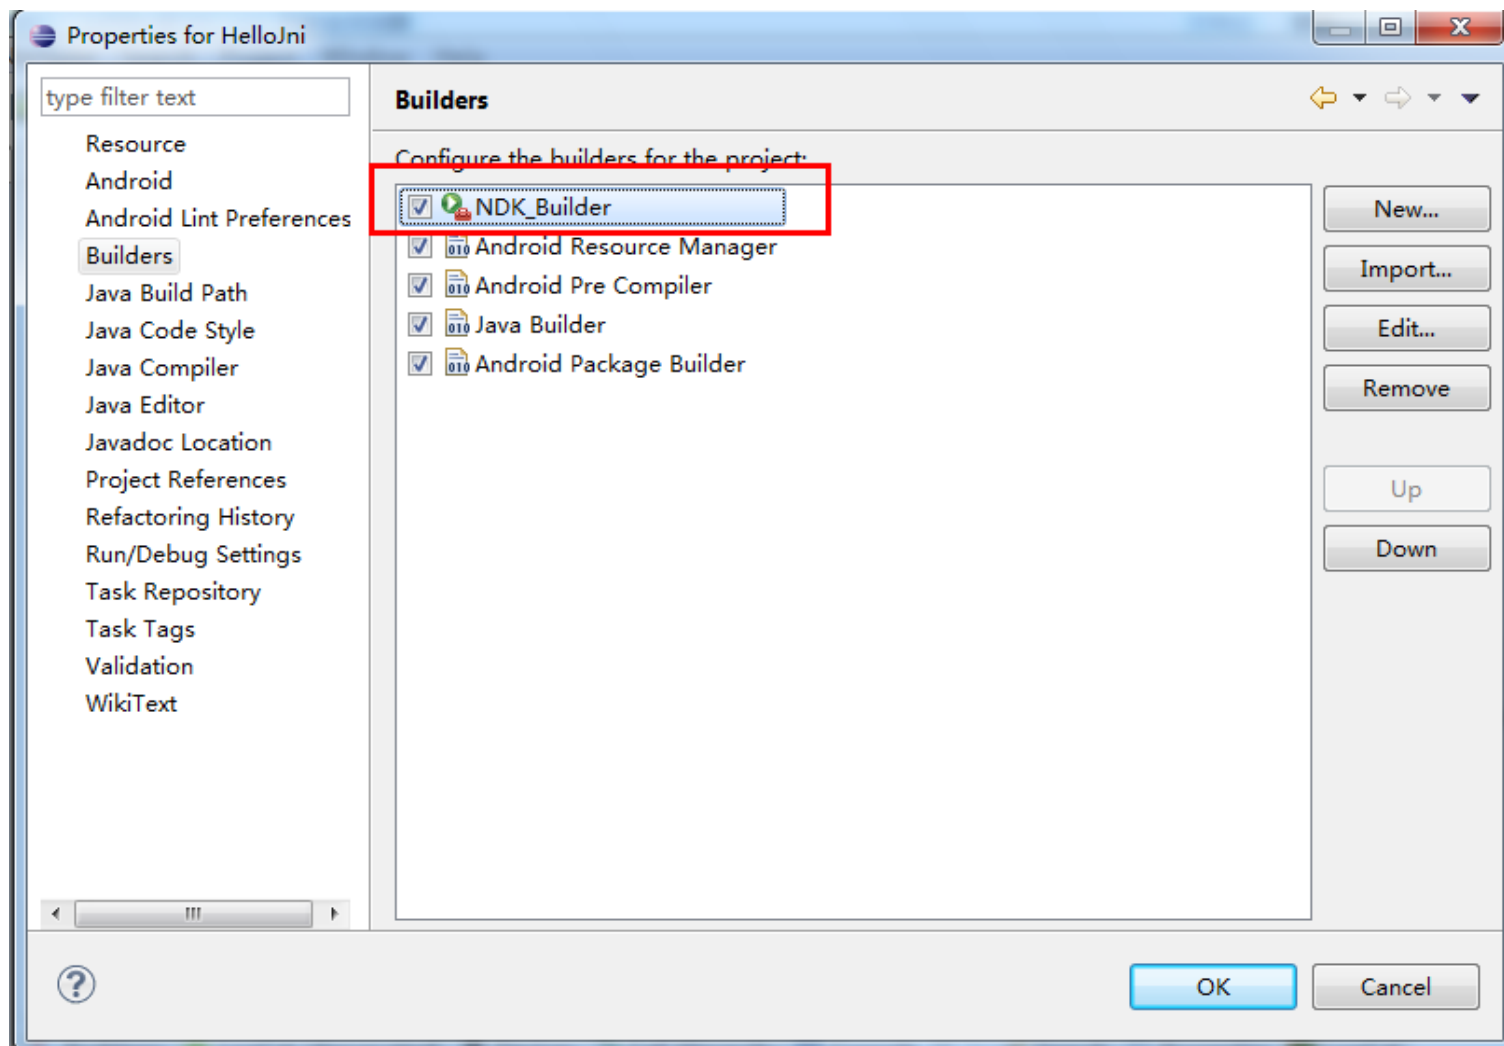 Properties for HelloJni
type filter text
Resource
Android
Android Lint Preferences
Builders
Java Build Path
Java Code Style
Java Compiler
Java Editor
Javadoc Location
Project References
Refactoring History
Run/Debug Settings
Task Repository
Task Tags
Validation
WikiText
Builders
Configure the builders for the project:
NDK_Builder
Android Resource Manager
Android Pre Compiler
Java Builder
Android Package Builder
New...
Import...
Edit...
Remove
Up
Down
OK
Cancel